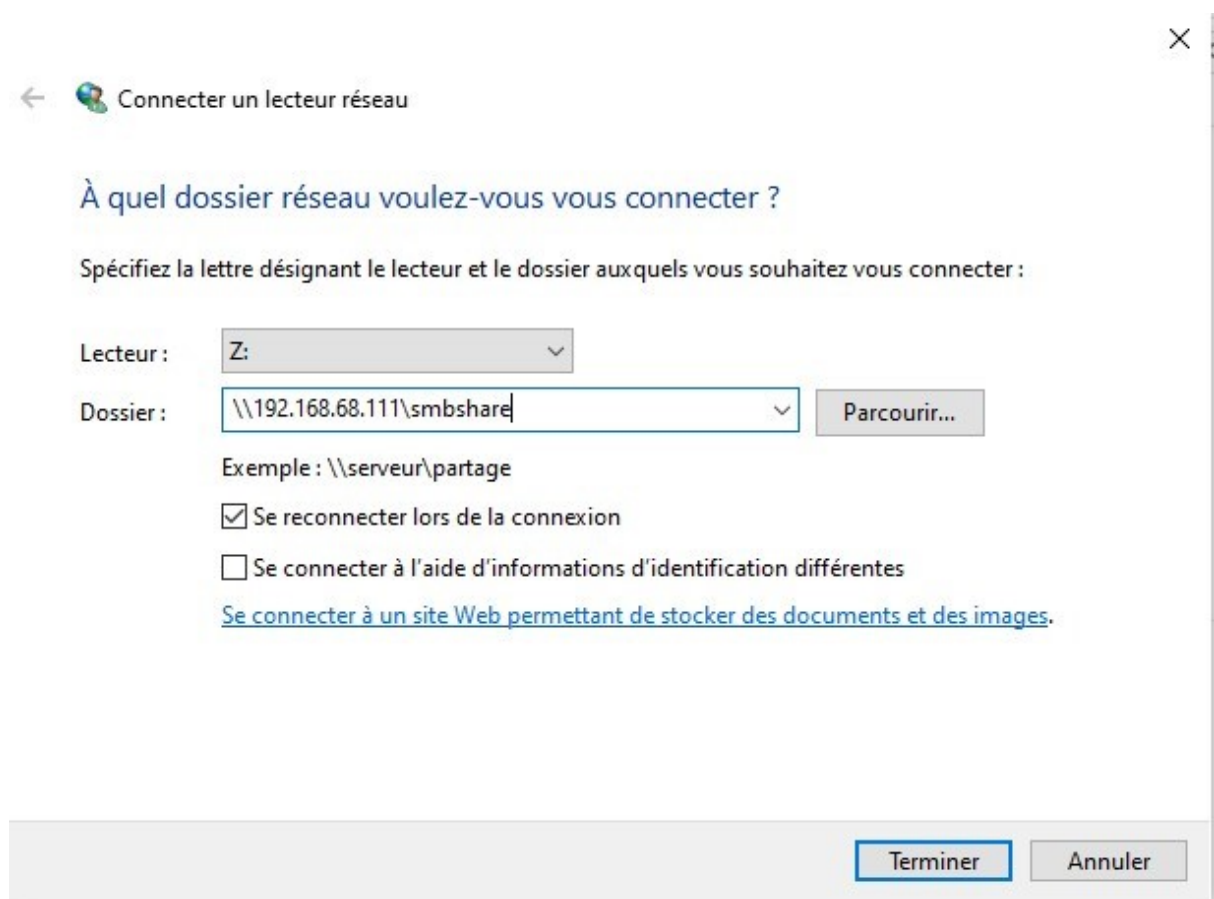 Connecter un lecteur réseau
À quel dossier réseau voulez-vous vous connecter ?
Spécifiez la lettre désignant le lecteur et le dossier auxquels vous souhaitez vous connecter :
Lecteur : Z:
Dossier : \\192.168.68.111\smbshare Parcourir...
Exemple : \\serveur\partage
Se reconnecter lors de la connexion
Se connecter à l'aide d'informations d'identification différentes
Se connecter à un site Web permettant de stocker des documents et des images.
Terminer Annuler